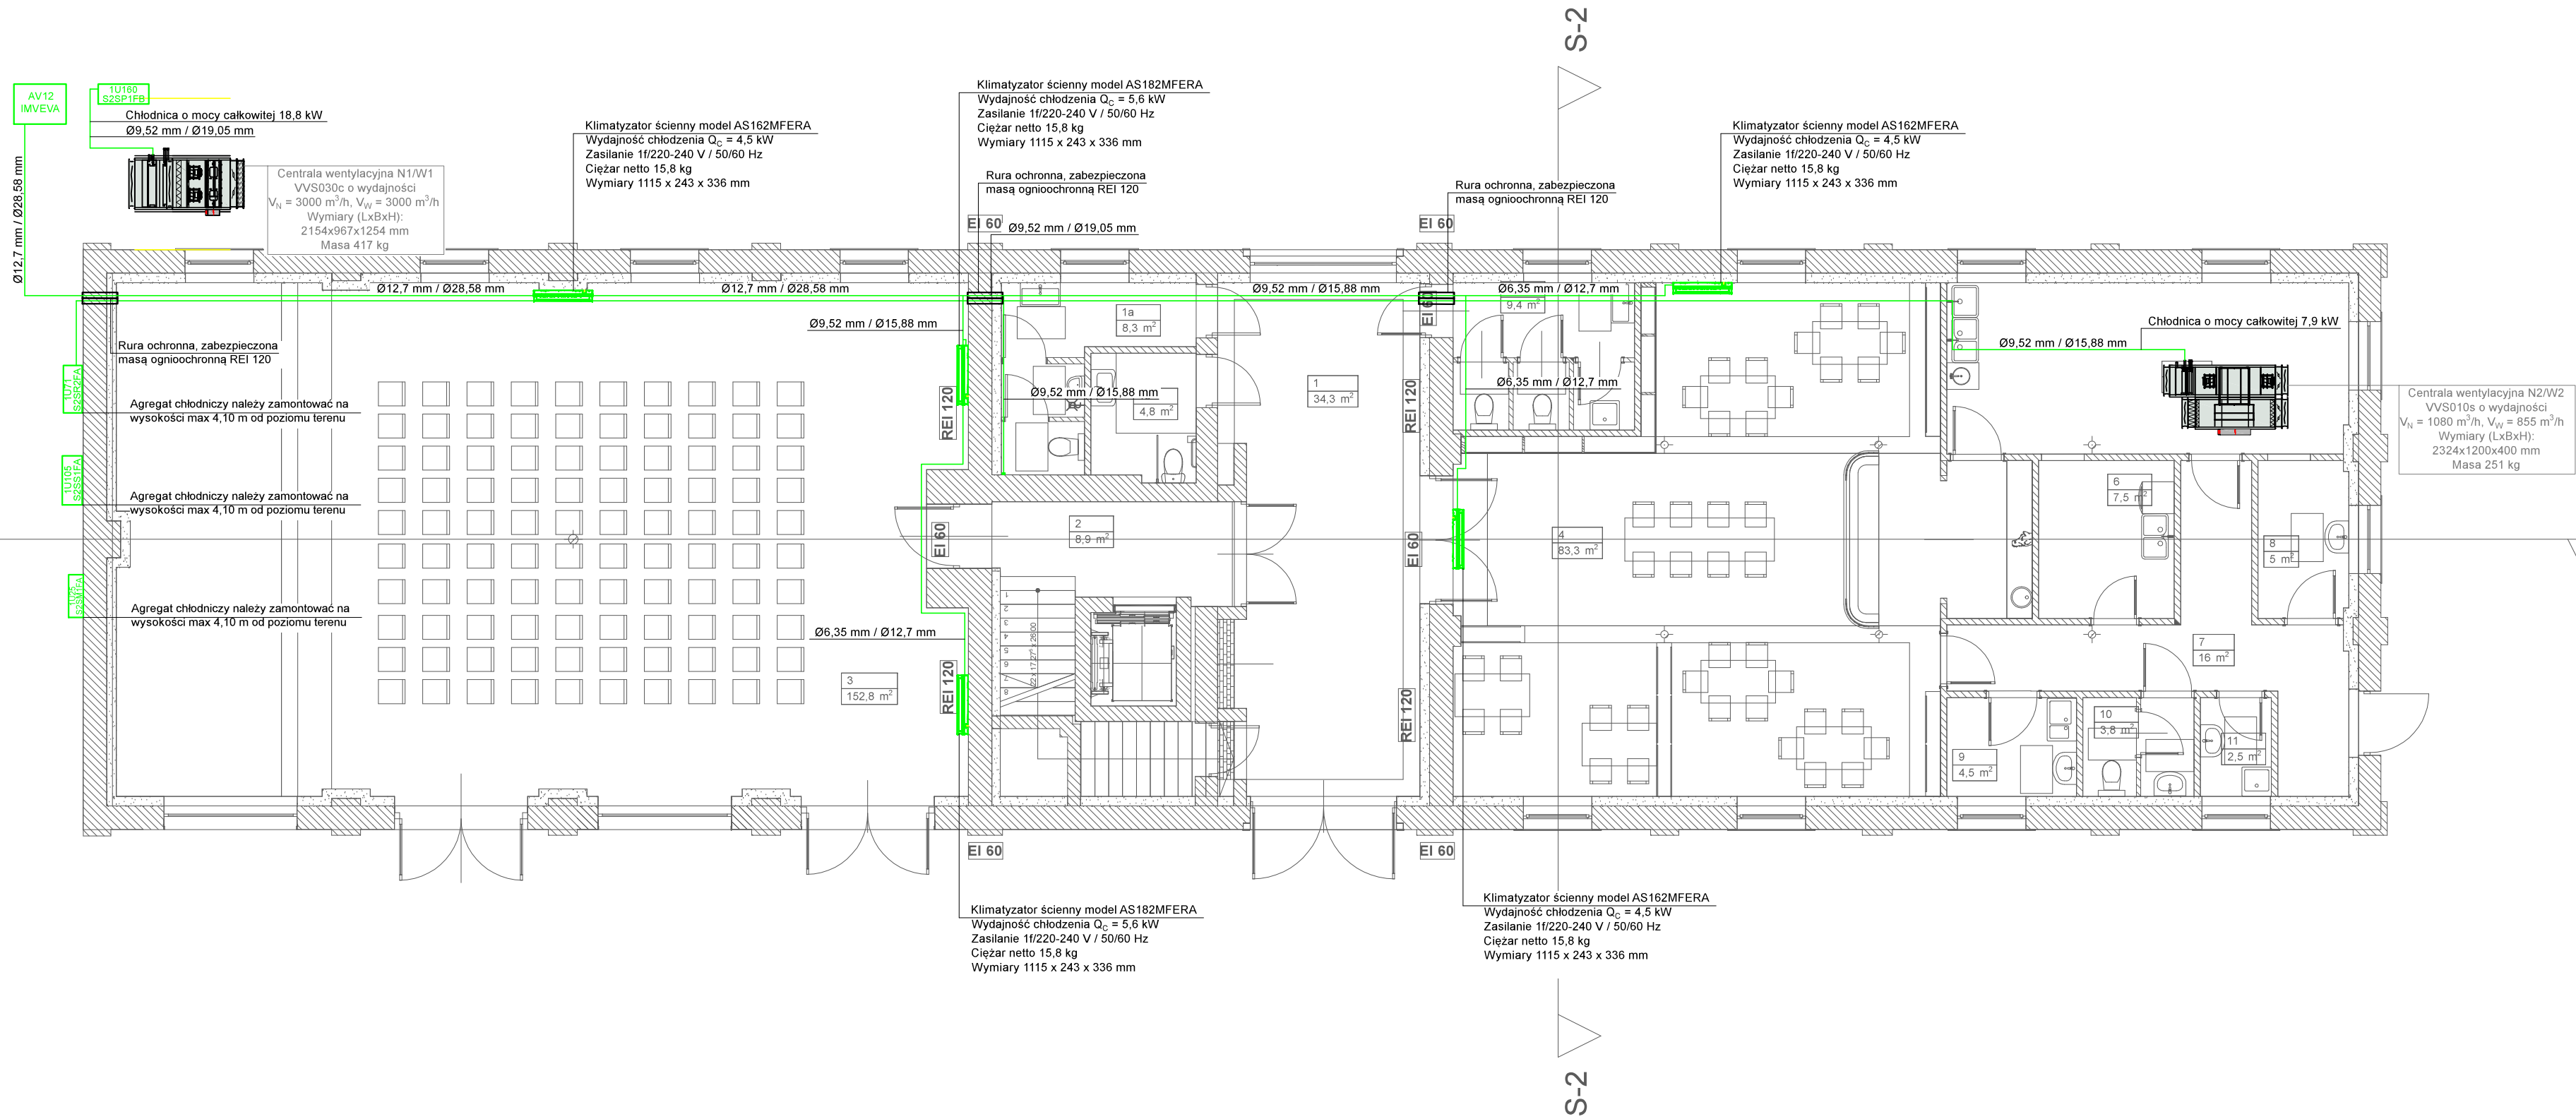 S-2
AV12
IMVEVA
1U160
S2SP1FB
Chłodnica o mocy całkowitej 18,8 kW
Ø9,52 mm / Ø19,05 mm
Ø12,7 mm / Ø28,58 mm
Centrala wentylacyjna N1/W1
VVS030c o wydajności
V_N = 3000 m³/h, V_W = 3000 m³/h
Wymiary (LxBxH):
2154x967x1254 mm
Masa 417 kg
Klimatyzator ścienny model AS162MFERA
Wydajność chłodzenia Q_C = 4,5 kW
Zasilanie 1f/220-240 V / 50/60 Hz
Ciężar netto 15,8 kg
Wymiary 1115 x 243 x 336 mm
Klimatyzator ścienny model AS182MFERA
Wydajność chłodzenia Q_C = 5,6 kW
Zasilanie 1f/220-240 V / 50/60 Hz
Ciężar netto 15,8 kg
Wymiary 1115 x 243 x 336 mm
Rura ochronna, zabezpieczona
masą ognioochronną REI 120
EI 60
Ø9,52 mm / Ø19,05 mm
Rura ochronna, zabezpieczona
masą ognioochronną REI 120
EI 60
Klimatyzator ścienny model AS162MFERA
Wydajność chłodzenia Q_C = 4,5 kW
Zasilanie 1f/220-240 V / 50/60 Hz
Ciężar netto 15,8 kg
Wymiary 1115 x 243 x 336 mm
Ø12,7 mm / Ø28,58 mm
Ø12,7 mm / Ø28,58 mm
Ø9,52 mm / Ø15,88 mm
Ø6,35 mm / Ø12,7 mm
EI 60
9,4 m²
1a
8,3 m²
Ø9,52 mm / Ø15,88 mm
Chłodnica o mocy całkowitej 7,9 kW
Ø9,52 mm / Ø15,88 mm
Rura ochronna, zabezpieczona
masą ognioochronną REI 120
1U71
S2SR2FA
Agregat chłodniczy należy zamontować na
wysokości max 4,10 m od poziomu terenu
REI 120
Ø9,52 mm / Ø15,88 mm
4,8 m²
1
34,3 m²
REI 120
Ø6,35 mm / Ø12,7 mm
Centrala wentylacyjna N2/W2
VVS010s o wydajności
V_N = 1080 m³/h, V_W = 855 m³/h
Wymiary (LxBxH):
2324x1200x400 mm
Masa 251 kg
1U105
S2SS1FA
Agregat chłodniczy należy zamontować na
wysokości max 4,10 m od poziomu terenu
EI 60
2
8,9 m²
EI 60
4
83,3 m²
6
7,5 m²
8
5 m²
S2SM1FA
Agregat chłodniczy należy zamontować na
wysokości max 4,10 m od poziomu terenu
Ø6,35 mm / Ø12,7 mm
7
16 m²
3
152,8 m²
REI 120
REI 120
9
4,5 m²
10
3,8 m²
11
2,5 m²
EI 60
EI 60
Klimatyzator ścienny model AS182MFERA
Wydajność chłodzenia Q_C = 5,6 kW
Zasilanie 1f/220-240 V / 50/60 Hz
Ciężar netto 15,8 kg
Wymiary 1115 x 243 x 336 mm
Klimatyzator ścienny model AS162MFERA
Wydajność chłodzenia Q_C = 4,5 kW
Zasilanie 1f/220-240 V / 50/60 Hz
Ciężar netto 15,8 kg
Wymiary 1115 x 243 x 336 mm
S-2